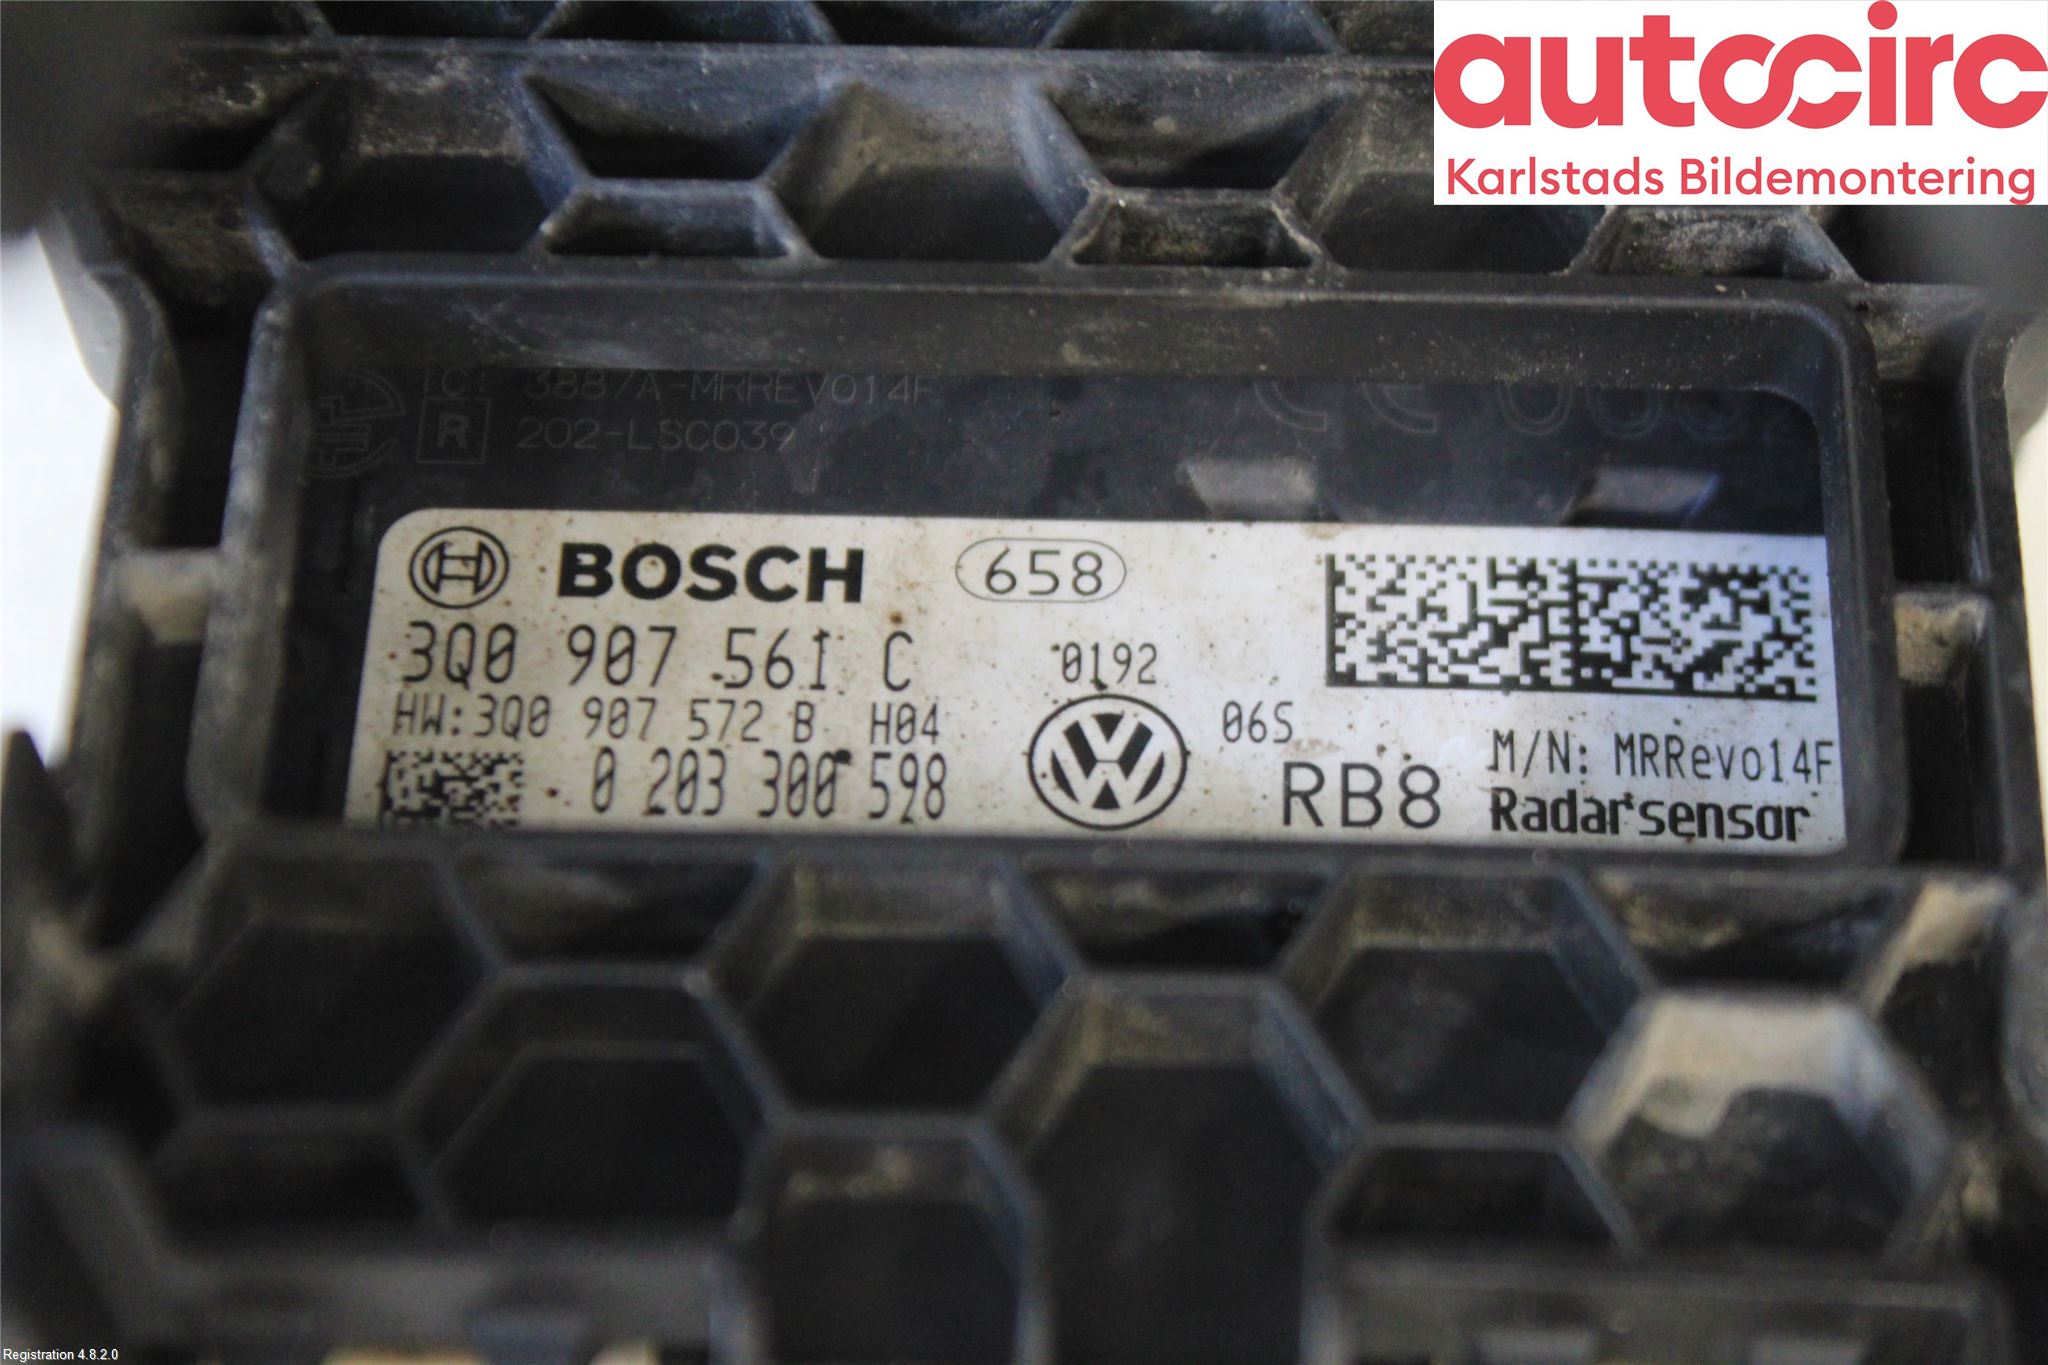 autocirc
Karlstads Bildemontering
C 3887A-MRREVO14F
R 202-LSC039
BOSCH 658
3Q0 907 561 C 0192
HW:3Q0 907 572 B H04 06S
0 203 300 598 RB8
M/N: MRRevo14F
Radarsensor
Registration 4.8.2.0